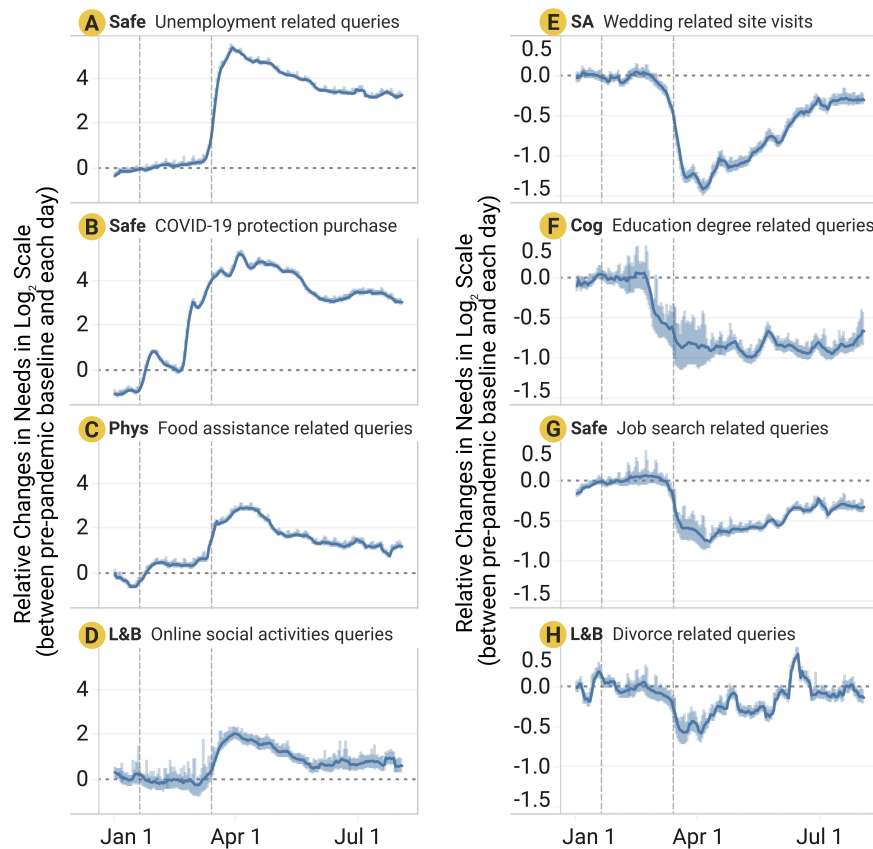 A Safe Unemployment related queries
4
2
0
B Safe COVID-19 protection purchase
4
2
0
C Phys Food assistance related queries
4
2
0
D L&B Online social activities queries
4
2
0
Jan 1 Apr 1 Jul 1
Relative Changes in Needs in Log2 Scale
(between pre-pandemic baseline and each day)
E SA Wedding related site visits
0.5
0.0
-0.5
-1.0
-1.5
F Cog Education degree related queries
0.5
0.0
-0.5
-1.0
-1.5
G Safe Job search related queries
0.5
0.0
-0.5
-1.0
-1.5
H L&B Divorce related queries
0.5
0.0
-0.5
-1.0
-1.5
Jan 1 Apr 1 Jul 1
Relative Changes in Needs in Log2 Scale
(between pre-pandemic baseline and each day)